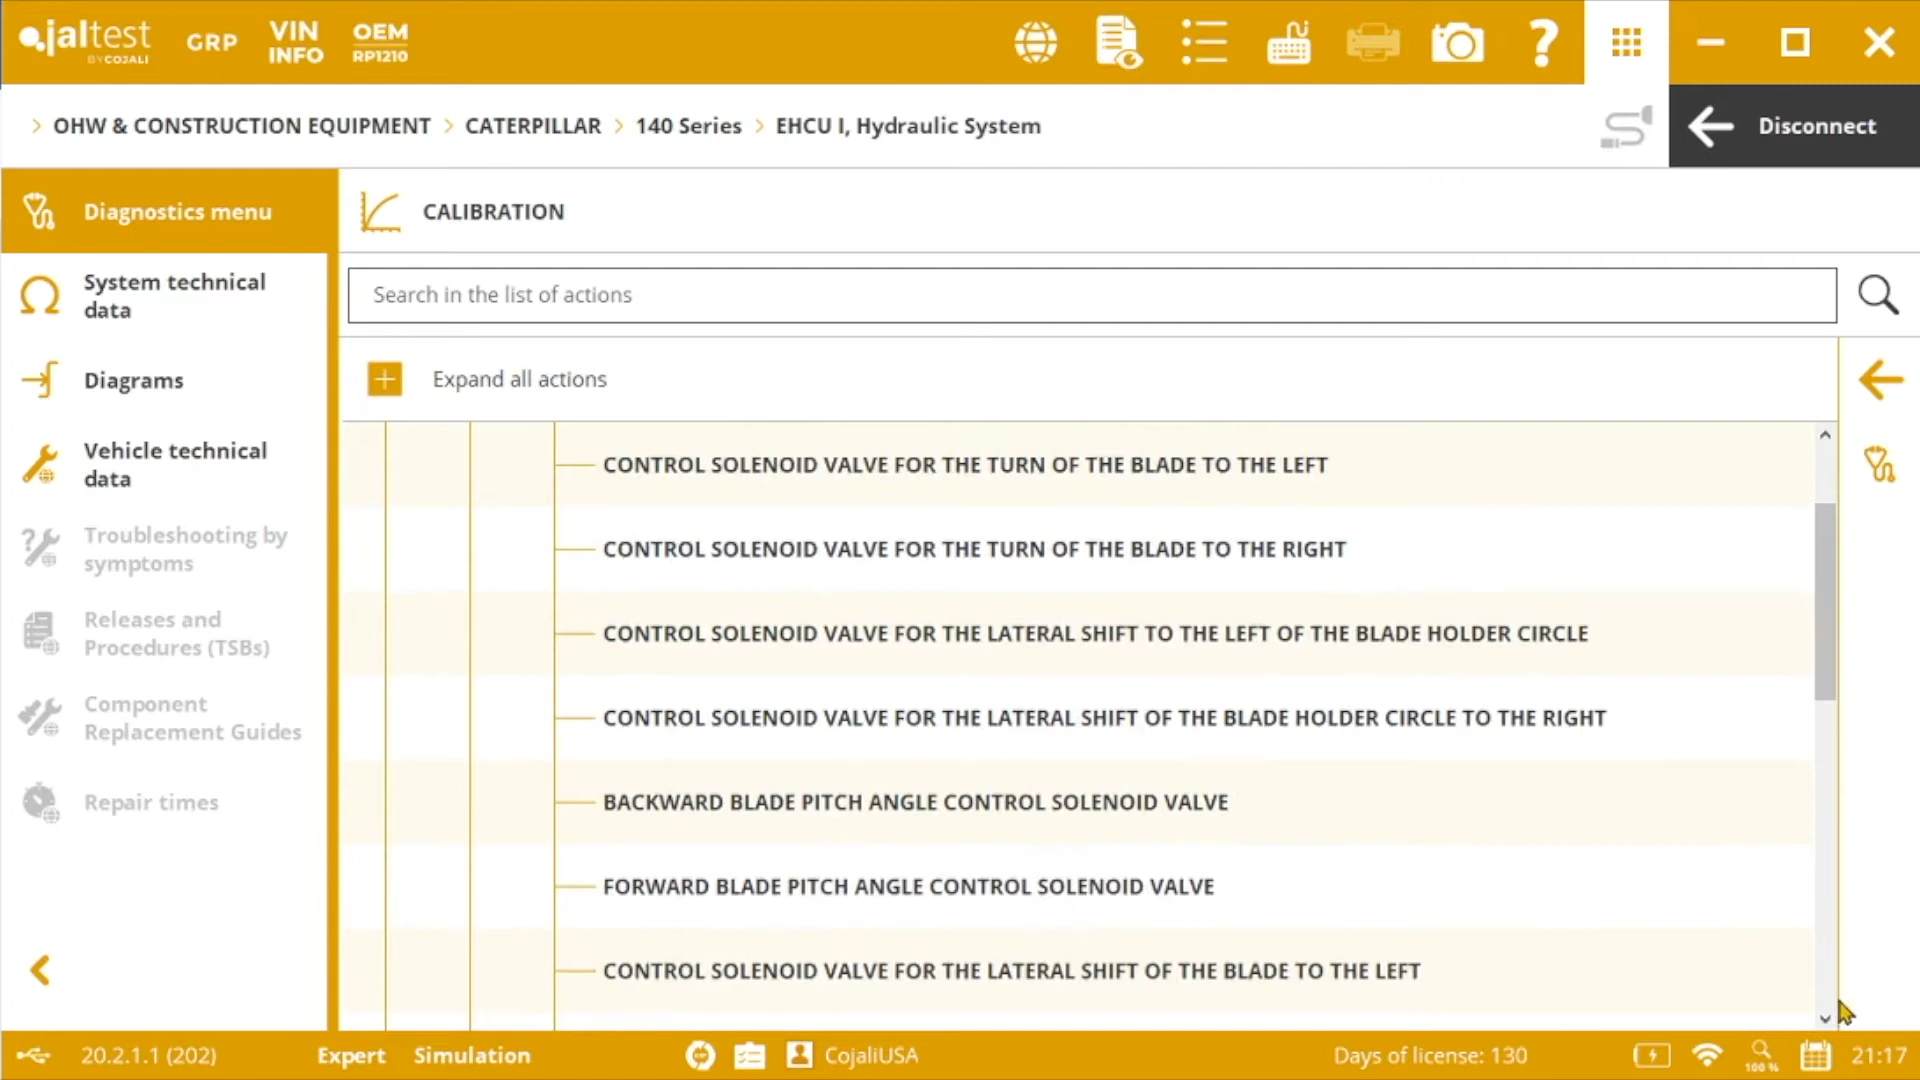 jaltest
BY COJALI
GRP
VIN
INFO
OEM
RP1210
?
OHW & CONSTRUCTION EQUIPMENT > CATERPILLAR > 140 Series > EHCU I, Hydraulic System
Disconnect
Diagnostics menu
CALIBRATION
System technical
data
Search in the list of actions
Diagrams
Expand all actions
Vehicle technical
data
Troubleshooting by
symptoms
Releases and
Procedures (TSBs)
Component
Replacement Guides
Repair times
CONTROL SOLENOID VALVE FOR THE TURN OF THE BLADE TO THE LEFT
CONTROL SOLENOID VALVE FOR THE TURN OF THE BLADE TO THE RIGHT
CONTROL SOLENOID VALVE FOR THE LATERAL SHIFT TO THE LEFT OF THE BLADE HOLDER CIRCLE
CONTROL SOLENOID VALVE FOR THE LATERAL SHIFT OF THE BLADE HOLDER CIRCLE TO THE RIGHT
BACKWARD BLADE PITCH ANGLE CONTROL SOLENOID VALVE
FORWARD BLADE PITCH ANGLE CONTROL SOLENOID VALVE
CONTROL SOLENOID VALVE FOR THE LATERAL SHIFT OF THE BLADE TO THE LEFT
20.2.1.1 (202)
Expert
Simulation
CojaliUSA
Days of license: 130
100 %
21:17